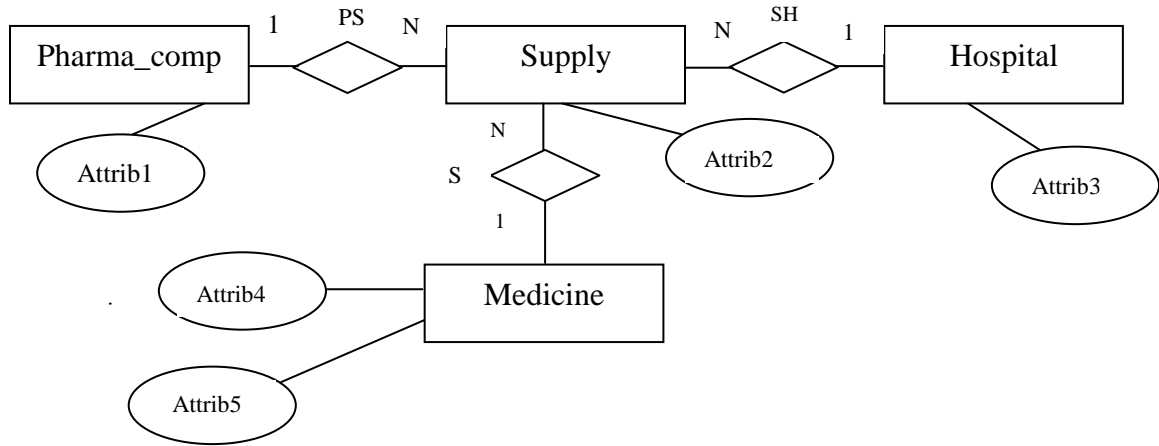 1 PS N N SH 1
Pharma_comp Supply Hospital
N
Attrib1 Attrib2 Attrib3
S
1
Attrib4 Medicine
Attrib5